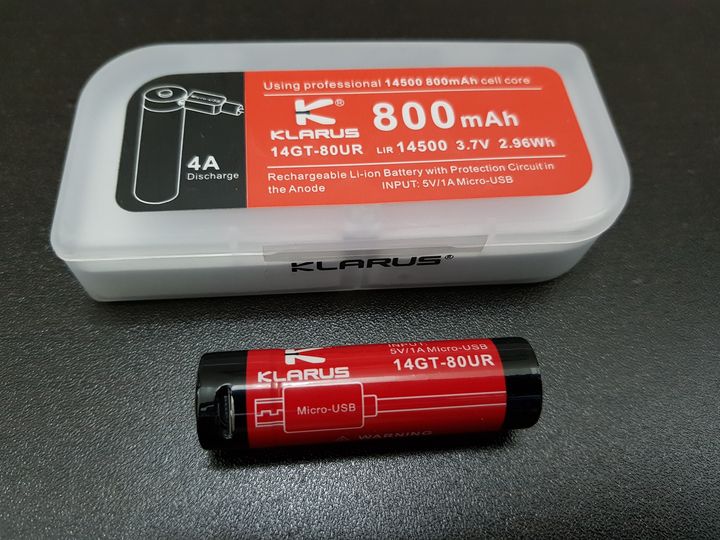 Using professional 14500 800mAh cell core
K®
KLARUS
800mAh
14GT-80UR
LIR 14500 3.7V 2.96Wh
Micro-USB
4A
Discharge
Rechargeable Li-ion Battery with Protection Circuit in
the Anode
INPUT: 5V/1A Micro-USB
KLARUS®
K
KLARUS
INPUT:
5V/1A Micro-USB
14GT-80UR
Micro-USB
WARNING